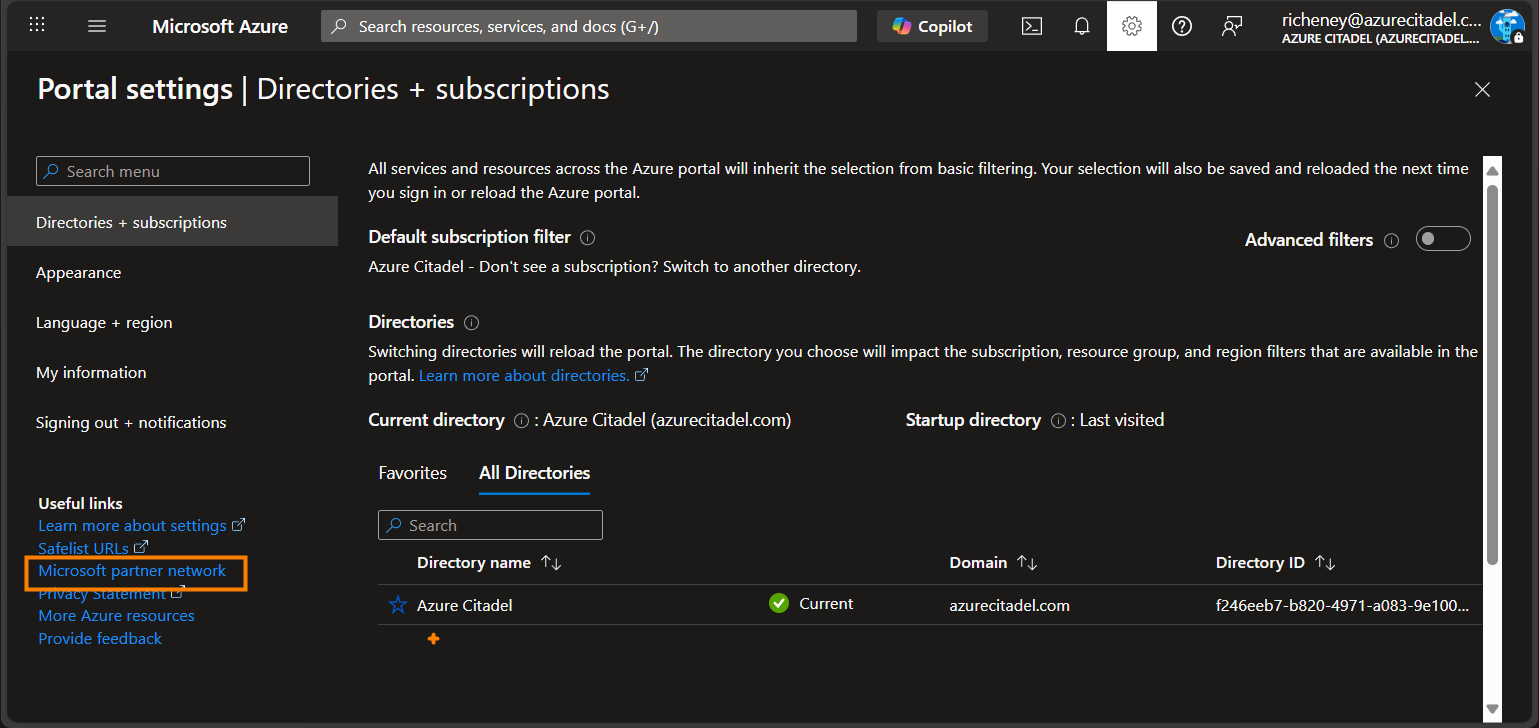 Microsoft Azure
Search resources, services, and docs (G+/)
Copilot
richeney@azurecitadel.c...
AZURE CITADEL (AZURECITADEL....
Portal settings | Directories + subscriptions
Search menu
Directories + subscriptions
Appearance
Language + region
My information
Signing out + notifications
Useful links
Learn more about settings
Safelist URLs
Microsoft partner network
Privacy Statement
More Azure resources
Provide feedback
All services and resources across the Azure portal will inherit the selection from basic filtering. Your selection will also be saved and reloaded the next time
you sign in or reload the Azure portal.
Default subscription filter
Advanced filters
Azure Citadel - Don't see a subscription? Switch to another directory.
Directories
Switching directories will reload the portal. The directory you choose will impact the subscription, resource group, and region filters that are available in the
portal. Learn more about directories.
Current directory : Azure Citadel (azurecitadel.com)
Startup directory : Last visited
Favorites
All Directories
Search
Directory name
Domain
Directory ID
Azure Citadel
Current
azurecitadel.com
f246eeb7-b820-4971-a083-9e100...